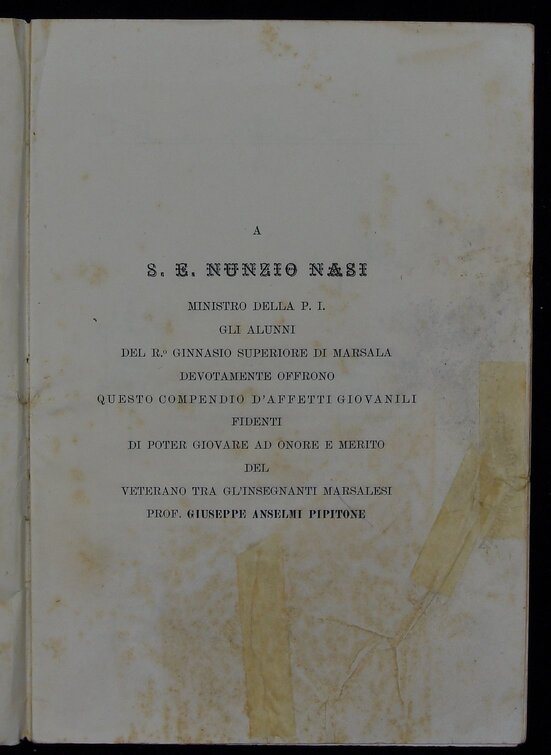 A
S. E. NUNZIO NASI
MINISTRO DELLA P. I.
GLI ALUNNI
DEL R.º GINNASIO SUPERIORE DI MARSALA
DEVOTAMENTE OFFRONO
QUESTO COMPENDIO D'AFFETTI GIOVANILI
FIDENTI
DI POTER GIOVARE AD ONORE E MERITO
DEL
VETERANO TRA GL'INSEGNANTI MARSALESI
PROF. GIUSEPPE ANSELMI PIPITONE